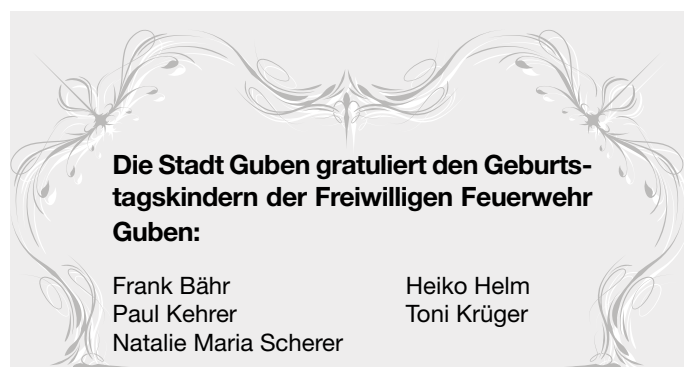 Die Stadt Guben gratuliert den Geburts-
tagskindern der Freiwilligen Feuerwehr
Guben:
Frank Bähr
Paul Kehrer
Natalie Maria Scherer
Heiko Helm
Toni Krüger